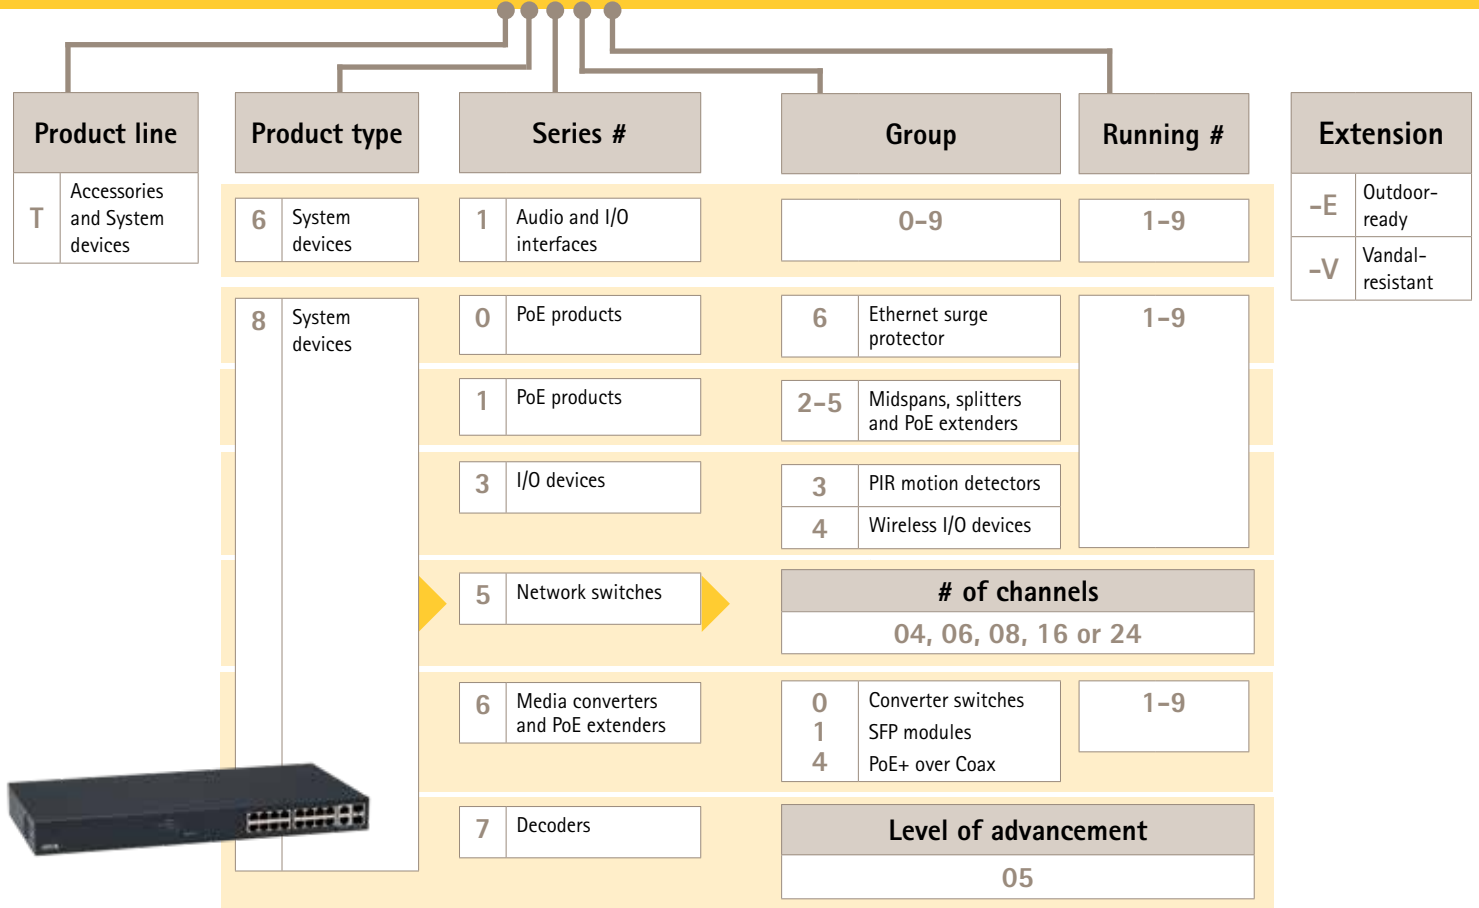 Product line
Product type
Series #
Group
Running #
Extension
T
Accessories
and System
devices
6
System
devices
1
Audio and I/O
interfaces
0-9
1-9
-E
Outdoor-
ready
-V
Vandal-
resistant
8
System
devices
0
PoE products
6
Ethernet surge
protector
1-9
1
PoE products
2-5
Midspans, splitters
and PoE extenders
3
I/O devices
3
PIR motion detectors
4
Wireless I/O devices
5
Network switches
# of channels
04, 06, 08, 16 or 24
6
Media converters
and PoE extenders
0
Converter switches
1
SFP modules
4
PoE+ over Coax
1-9
7
Decoders
Level of advancement
05